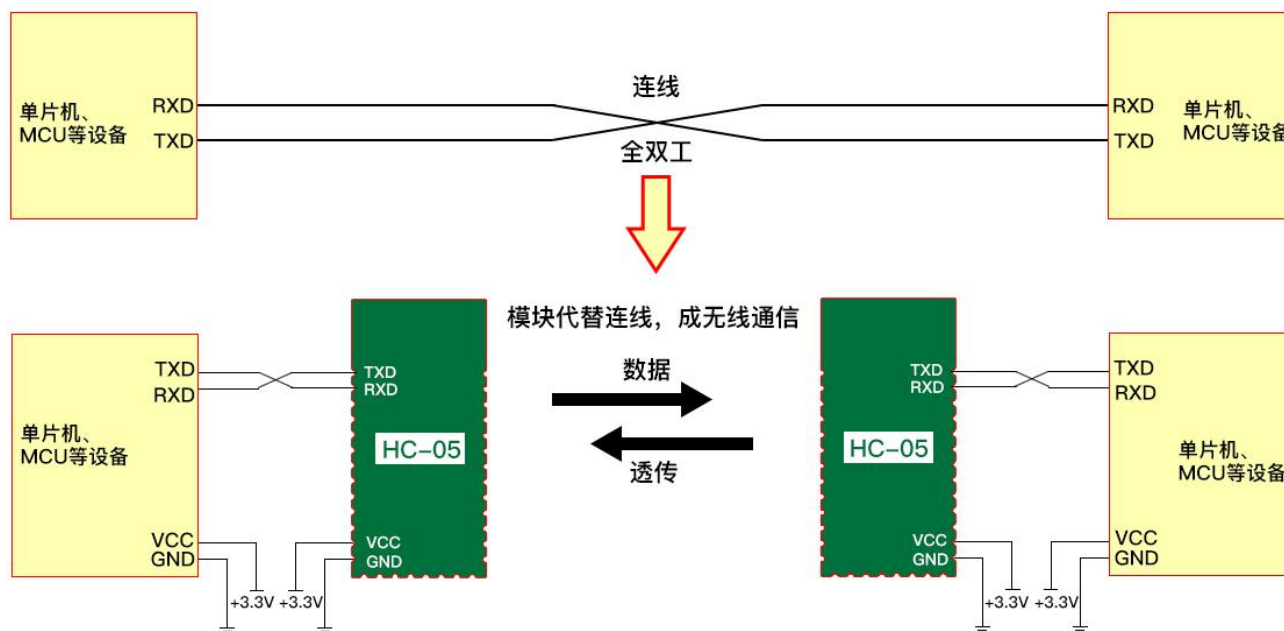 连线
单片机、
MCU等设备
RXD
TXD
RXD
TXD
单片机、
MCU等设备
全双工
模块代替连线，成无线通信
数据
透传
单片机、
MCU等设备
TXD
RXD
VCC
GND
+3.3V
+3.3V
TXD
RXD
HC-05
VCC
GND
TXD
RXD
HC-05
VCC
GND
+3.3V
+3.3V
TXD
RXD
单片机、
MCU等设备
VCC
GND